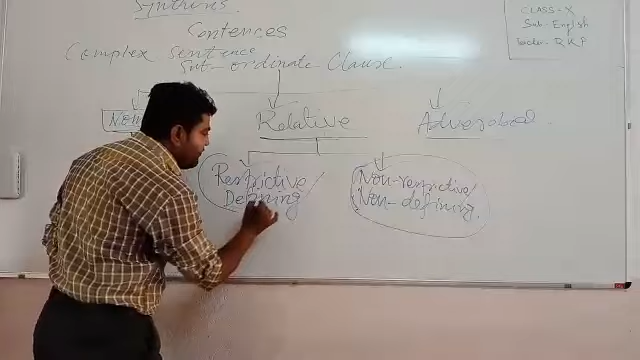 Synthesis
Sentences
Complex Sentence
Sub-ordinate Clause.
CLASS-X
Sub-English
Teacher-RKF
Relative
Adverbial
Restrictive
Defining
Non-restrictive/
Non-defining.